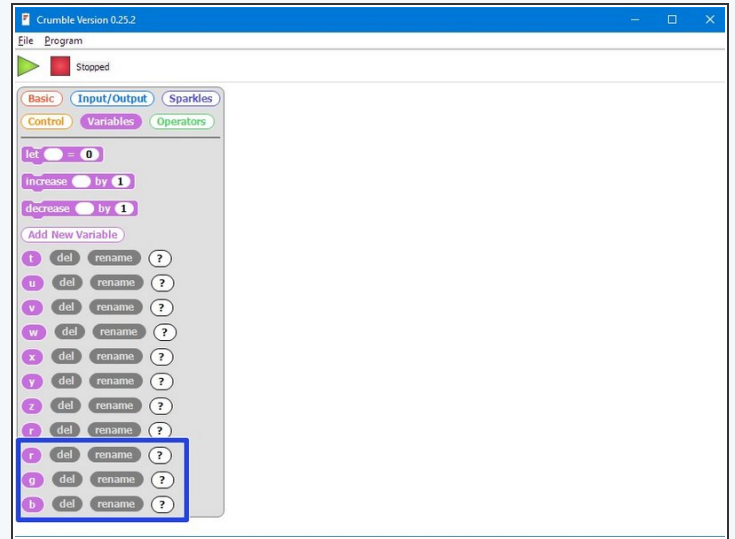 Crumble Version 0.25.2
File Program
Stopped
Basic Input/Output Sparkles
Control Variables Operators
let = 0
increase by 1
decrease by 1
Add New Variable
t del rename ?
u del rename ?
v del rename ?
w del rename ?
x del rename ?
y del rename ?
z del rename ?
r del rename ?
r del rename ?
g del rename ?
b del rename ?